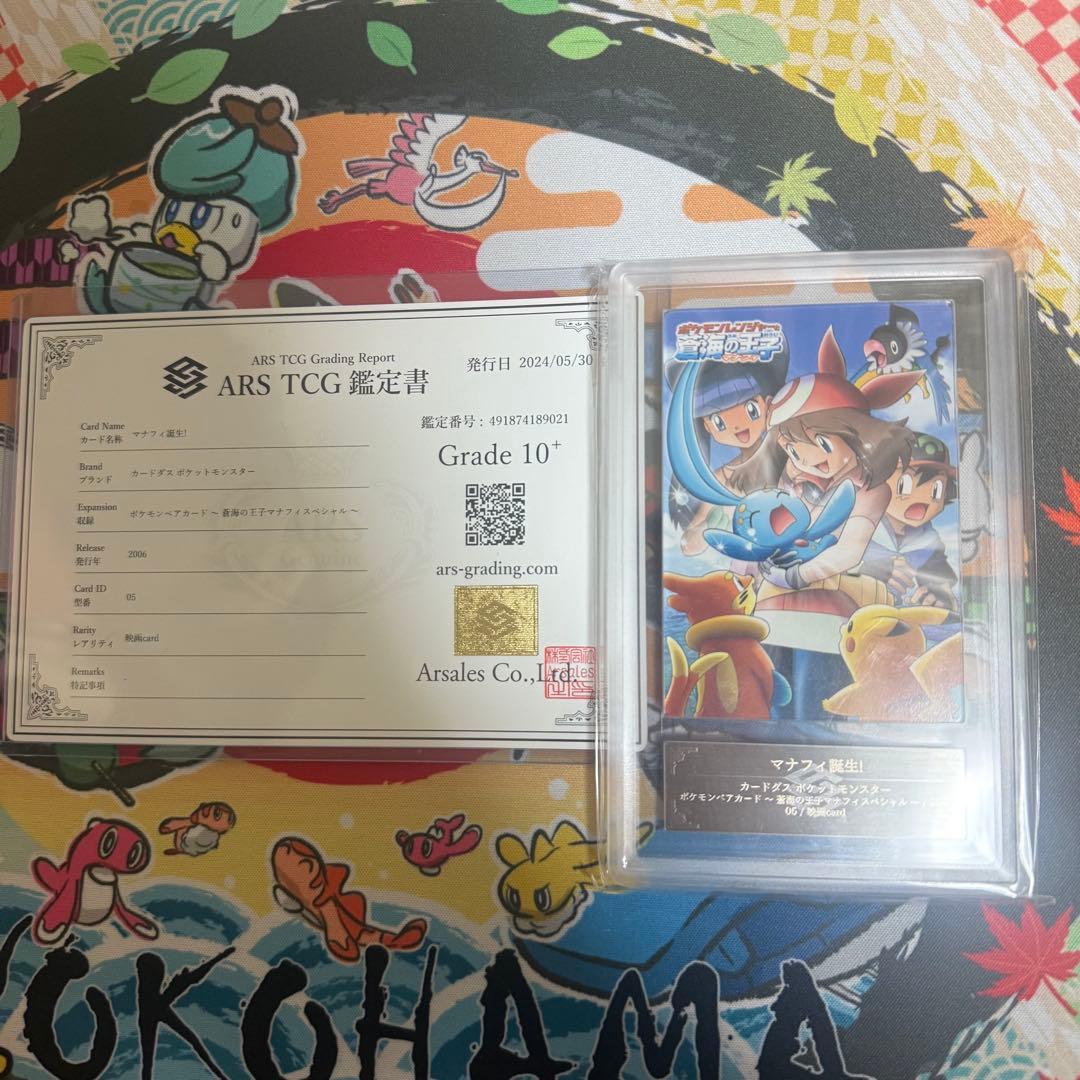 ARS TCG Grading Report
ARS TCG 鑑定書
発行日 2024/05/30
鑑定番号 : 491874189021
Grade 10+
Card Name
カード名称 マナフィ誕生!
Brand
ブランド カードダス ポケットモンスター
Expansion
収録 ポケモンペアカード ～ 蒼海の王子マナフィスペシャル ～
Release
発行年 2006
Card ID
型番 05
Rarity
レアリティ 映画card
Remarks
特記事項 -
ars-grading.com
Arsales Co.,Ltd.
Arsales
ポケモンレンジャーと
蒼海の王子
マナフィ誕生!
カードダス ポケットモンスター
ポケモンペアカード ～ 蒼海の王子マナフィスペシャル ～ /
05 / 映画card
YOKOHAMA